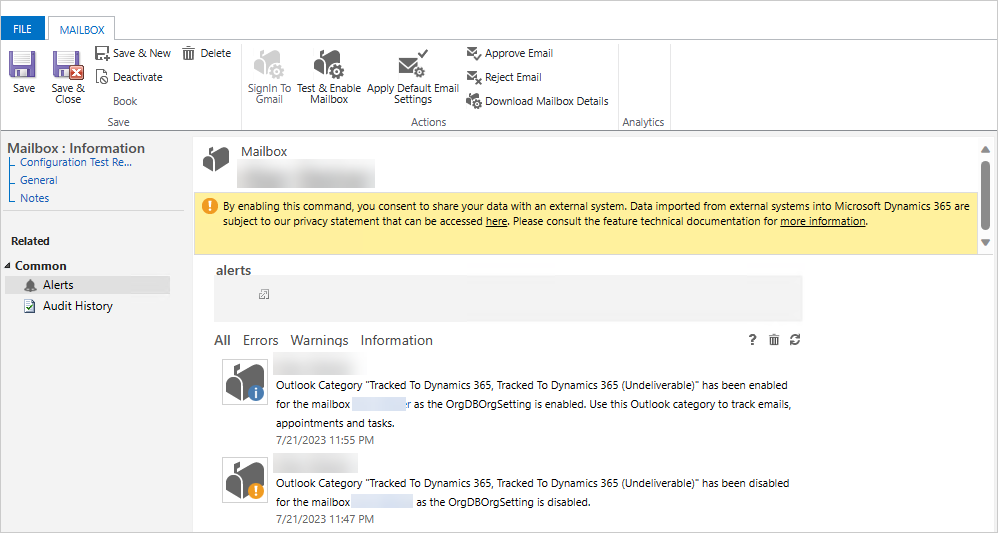 FILE
MAILBOX
Save
Save & Close
Save & New
Deactivate
Book
Delete
Save
SignIn To Gmail
Test & Enable Mailbox
Apply Default Email Settings
Approve Email
Reject Email
Download Mailbox Details
Actions
Analytics
Mailbox : Information
Configuration Test Re...
General
Notes
Related
Common
Alerts
Audit History
Mailbox
By enabling this command, you consent to share your data with an external system. Data imported from external systems into Microsoft Dynamics 365 are
subject to our privacy statement that can be accessed here. Please consult the feature technical documentation for more information.
alerts
All Errors Warnings Information
?
Outlook Category "Tracked To Dynamics 365, Tracked To Dynamics 365 (Undeliverable)" has been enabled
for the mailbox r as the OrgDBOrgSetting is enabled. Use this Outlook category to track emails,
appointments and tasks.
7/21/2023 11:55 PM
Outlook Category "Tracked To Dynamics 365, Tracked To Dynamics 365 (Undeliverable)" has been disabled
for the mailbox as the OrgDBOrgSetting is disabled.
7/21/2023 11:47 PM